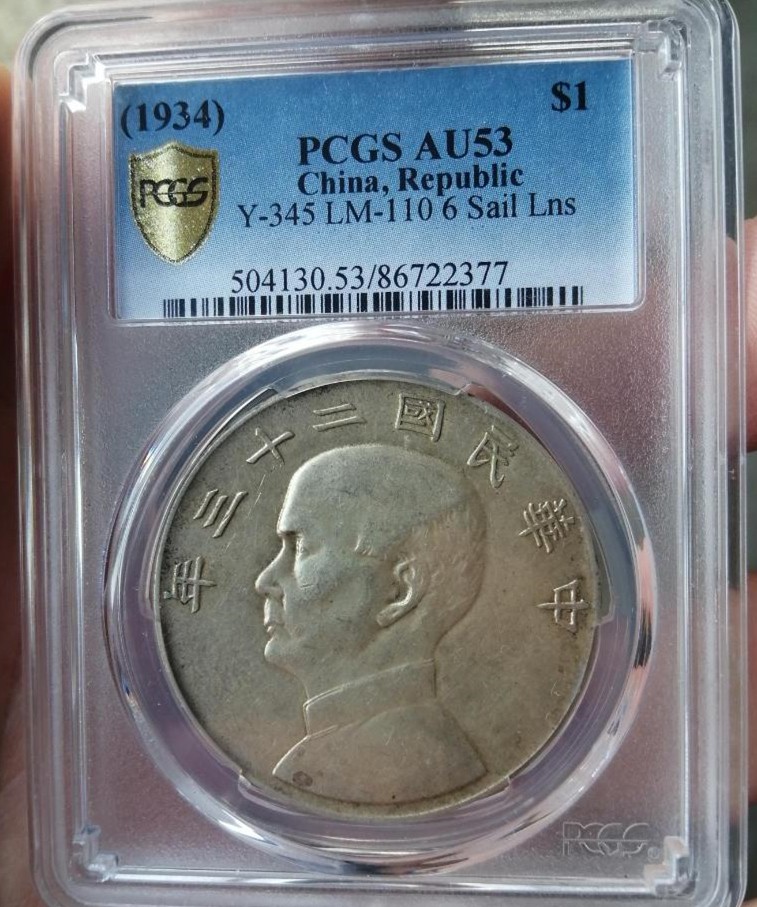 (1934) $1
PCGS AU53
China, Republic
PCGS
Y-345 LM-110 6 Sail Lns
504130.53/86722377
中華民國二十三年
PCGS